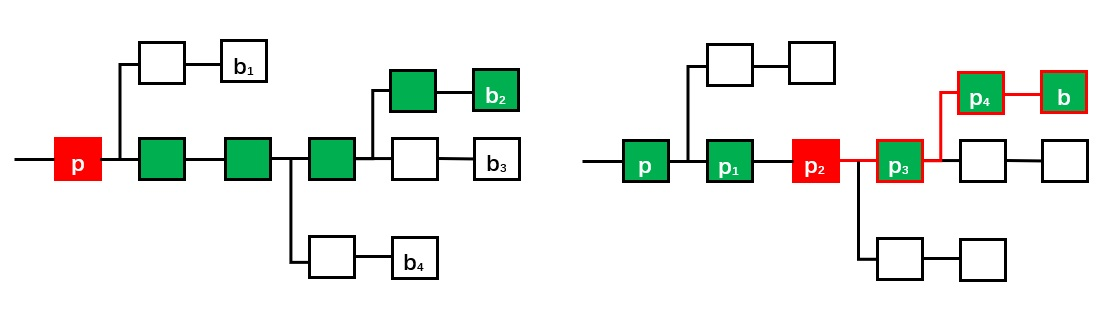 b₁
b₂
p
b₃
b₄
p₄ b
p p₁ p₂ p₃